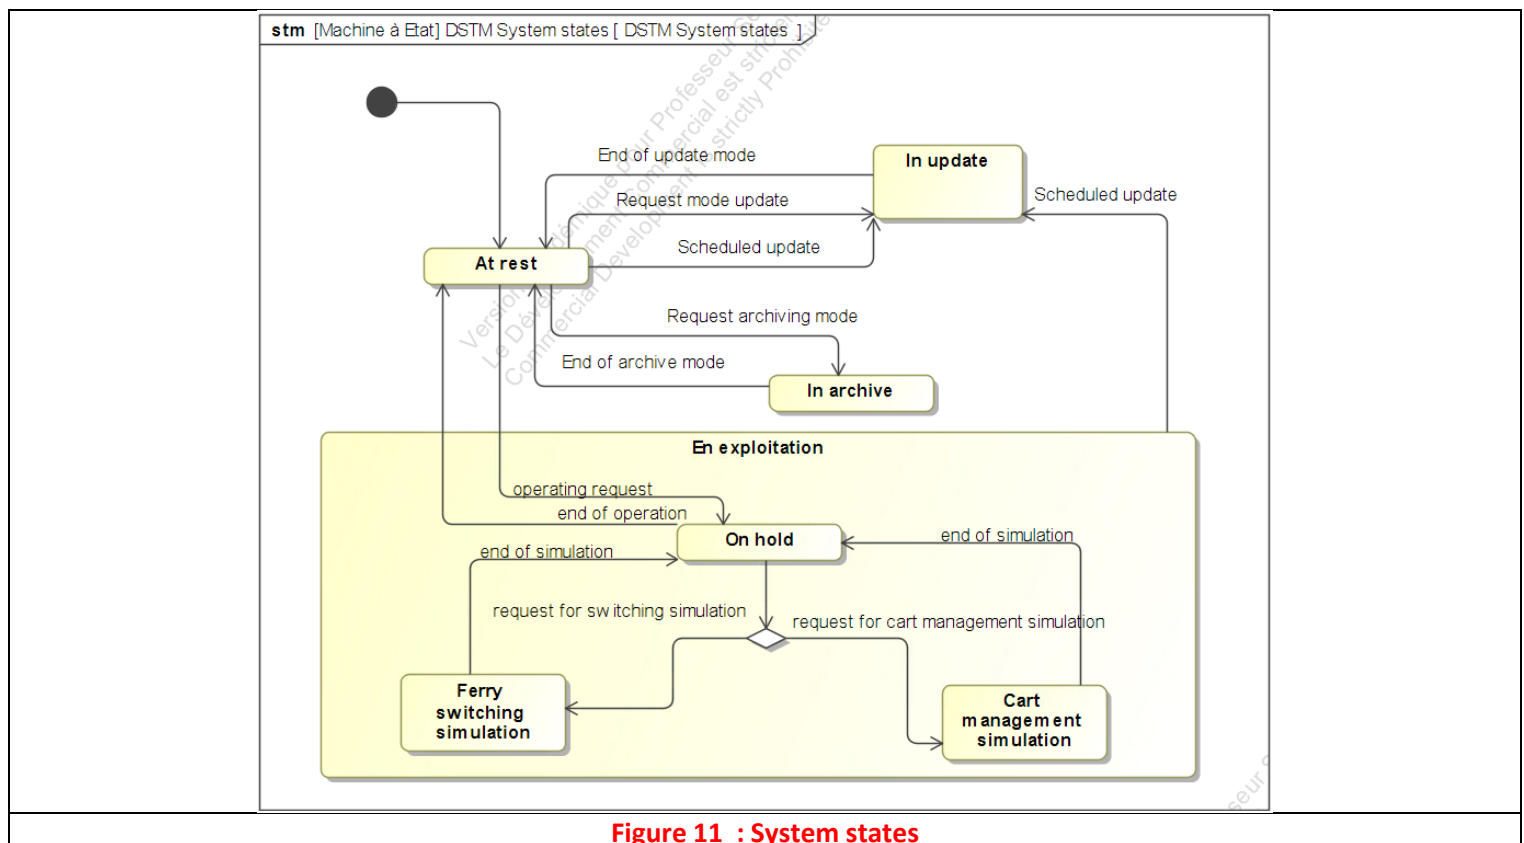 stm [Machine à Etat] DSTM System states [ DSTM System states ]
End of update mode
In update
Request mode update
Scheduled update
Scheduled update
At rest
Request archiving mode
End of archive mode
In archive
En exploitation
operating request
end of operation
On hold
end of simulation
end of simulation
request for switching simulation
request for cart management simulation
Ferry
switching
simulation
Cart
management
simulation
Figure 11 : System states